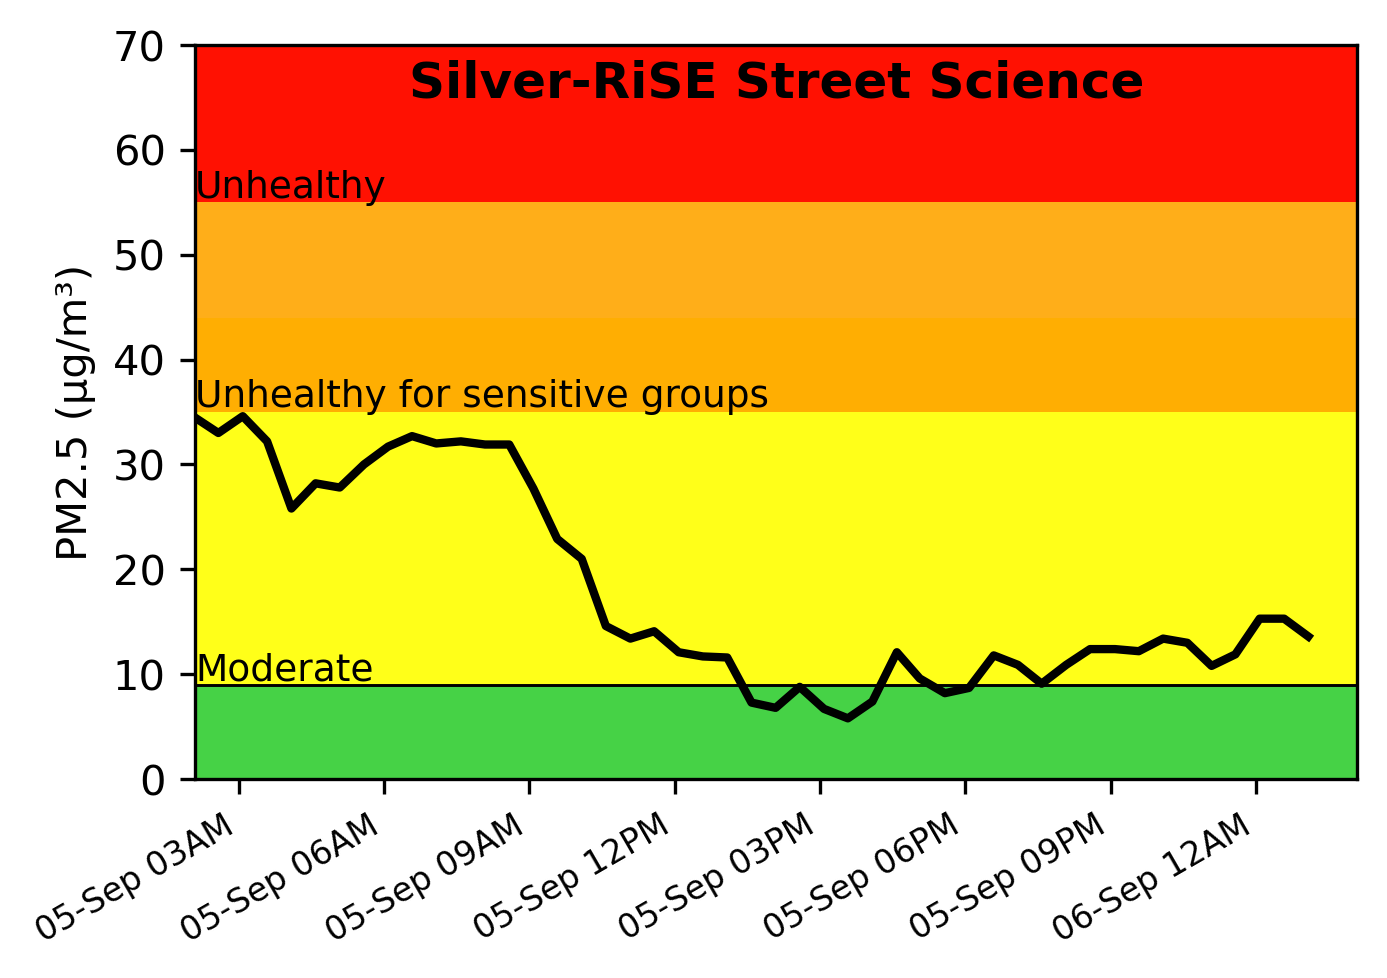 Silver-RiSE Street Science
PM2.5 (µg/m³)
70
60
50
40
30
20
10
0
Unhealthy
Unhealthy for sensitive groups
Moderate
05-Sep 03AM
05-Sep 06AM
05-Sep 09AM
05-Sep 12PM
05-Sep 03PM
05-Sep 06PM
05-Sep 09PM
06-Sep 12AM